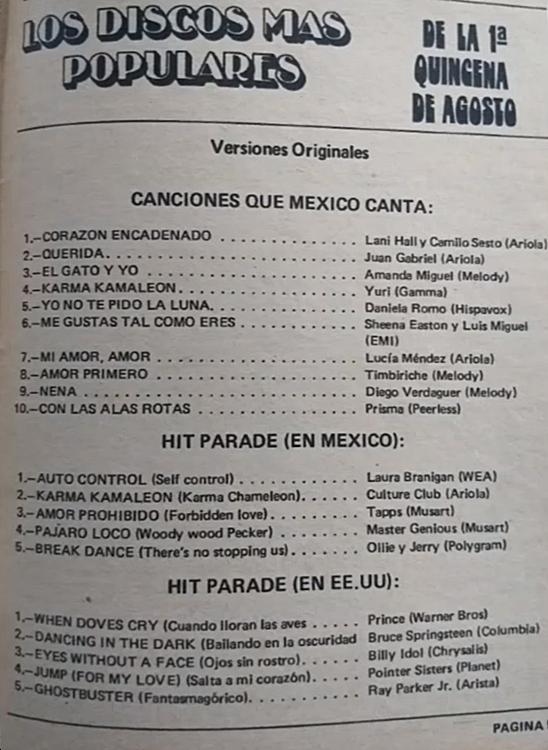 LOS DISCOS MAS
POPULARES
DE LA 1ª
QUINCENA
DE AGOSTO
Versiones Originales
CANCIONES QUE MEXICO CANTA:
1.—CORAZON ENCADENADO . . . . . . . . . . . . . . Lani Hall y Camilo Sesto (Ariola)
2.—QUERIDA. . . . . . . . . . . . . . . . . . . . . . . . . Juan Gabriel (Ariola)
3.—EL GATO Y YO . . . . . . . . . . . . . . . . . . . . . Amanda Miguel (Melody)
4.—KARMA KAMALEON. . . . . . . . . . . . . . . . . . Yuri (Gamma)
5.—YO NO TE PIDO LA LUNA. . . . . . . . . . . . . . . Daniela Romo (Hispavox)
6.—ME GUSTAS TAL COMO ERES . . . . . . . . . . . . Sheena Easton y Luis Miguel
(EMI)
7.—MI AMOR, AMOR . . . . . . . . . . . . . . . . . . . . Lucía Méndez (Ariola)
8.—AMOR PRIMERO . . . . . . . . . . . . . . . . . . . . Timbiriche (Melody)
9.—NENA . . . . . . . . . . . . . . . . . . . . . . . . . . . Diego Verdaguer (Melody)
10.—CON LAS ALAS ROTAS . . . . . . . . . . . . . . . . Prisma (Peerless)
HIT PARADE (EN MEXICO):
1.—AUTO CONTROL (Self control) . . . . . . . . . . . . Laura Branigan (WEA)
2.—KARMA KAMALEON (Karma Chameleon). . . . . . Culture Club (Ariola)
3.—AMOR PROHIBIDO (Forbidden love). . . . . . . . . Tapps (Musart)
4.—PAJARO LOCO (Woody wood Pecker) . . . . . . . . Master Genious (Musart)
5.—BREAK DANCE (There's no stopping us). . . . . . . Ollie y Jerry (Polygram)
HIT PARADE (EN EE.UU):
1.—WHEN DOVES CRY (Cuando lloran las aves . . . . . Prince (Warner Bros)
2.—DANCING IN THE DARK (Bailando en la oscuridad Bruce Springsteen (Columbia)
3.—EYES WITHOUT A FACE (Ojos sin rostro). . . . . . Billy Idol (Chrysalis)
4.—JUMP (FOR MY LOVE) (Salta a mi corazón). . . . . Pointer Sisters (Planet)
5.—GHOSTBUSTER (Fantasmagórico). . . . . . . . . . Ray Parker Jr. (Arista)
PAGINA